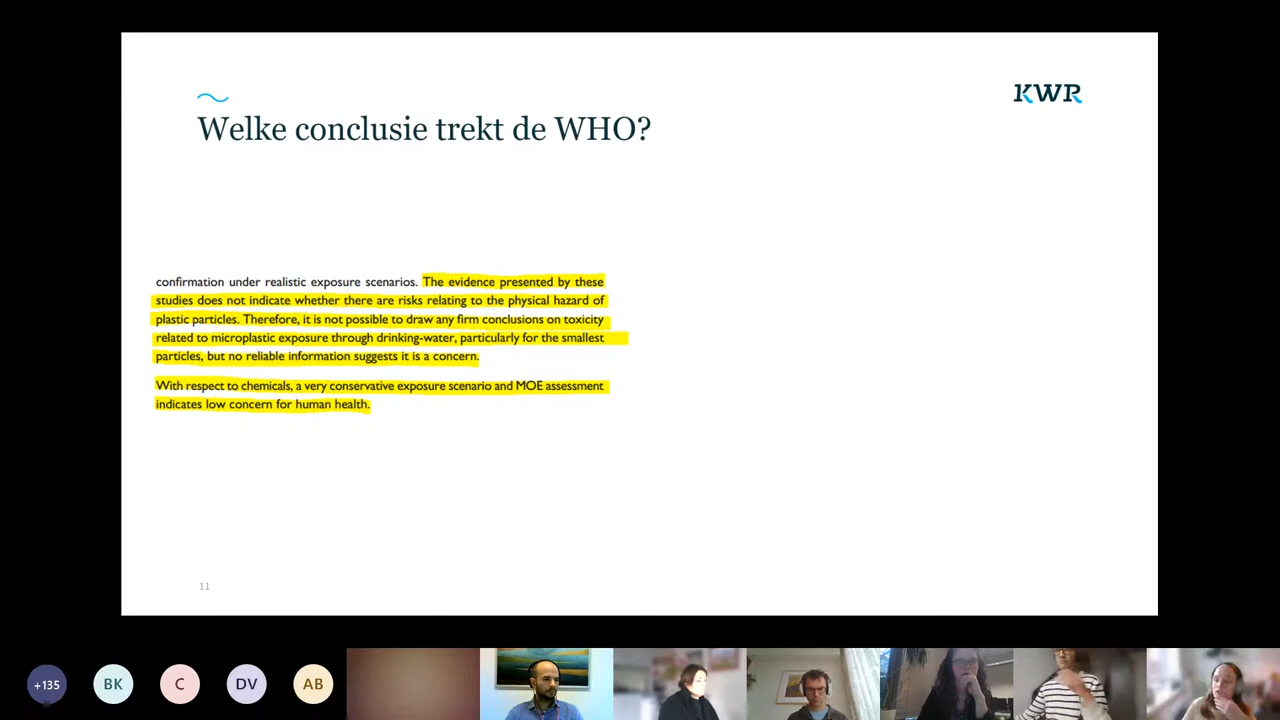 KWR
Welke conclusie trekt de WHO?
confirmation under realistic exposure scenarios. The evidence presented by these
studies does not indicate whether there are risks relating to the physical hazard of
plastic particles. Therefore, it is not possible to draw any firm conclusions on toxicity
related to microplastic exposure through drinking-water, particularly for the smallest
particles, but no reliable information suggests it is a concern.
With respect to chemicals, a very conservative exposure scenario and MOE assessment
indicates low concern for human health.
11
+135
BK
C
DV
AB